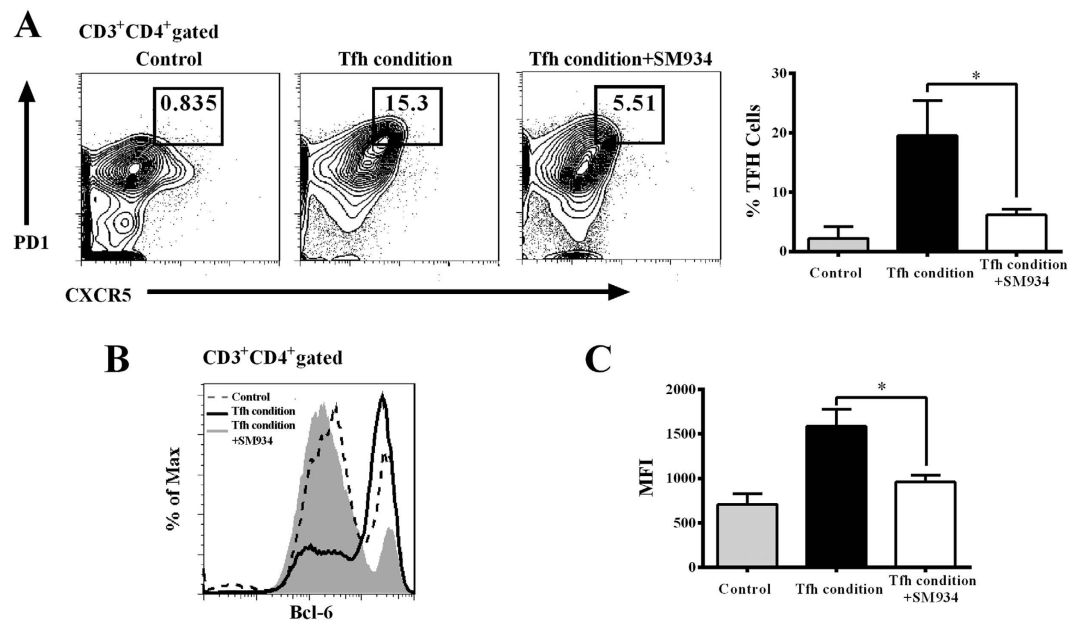 A
CD3+CD4+gated
Control
Tfh condition
Tfh condition+SM934
0.835
15.3
5.51
PD1
CXCR5
% TFH Cells
30
20
10
0
*
Control
Tfh condition
Tfh condition
+SM934
B
CD3+CD4+gated
Control
Tfh condition
Tfh condition
+SM934
% of Max
Bcl-6
C
MFI
2000
1500
1000
500
0
*
Control
Tfh condition
Tfh condition
+SM934